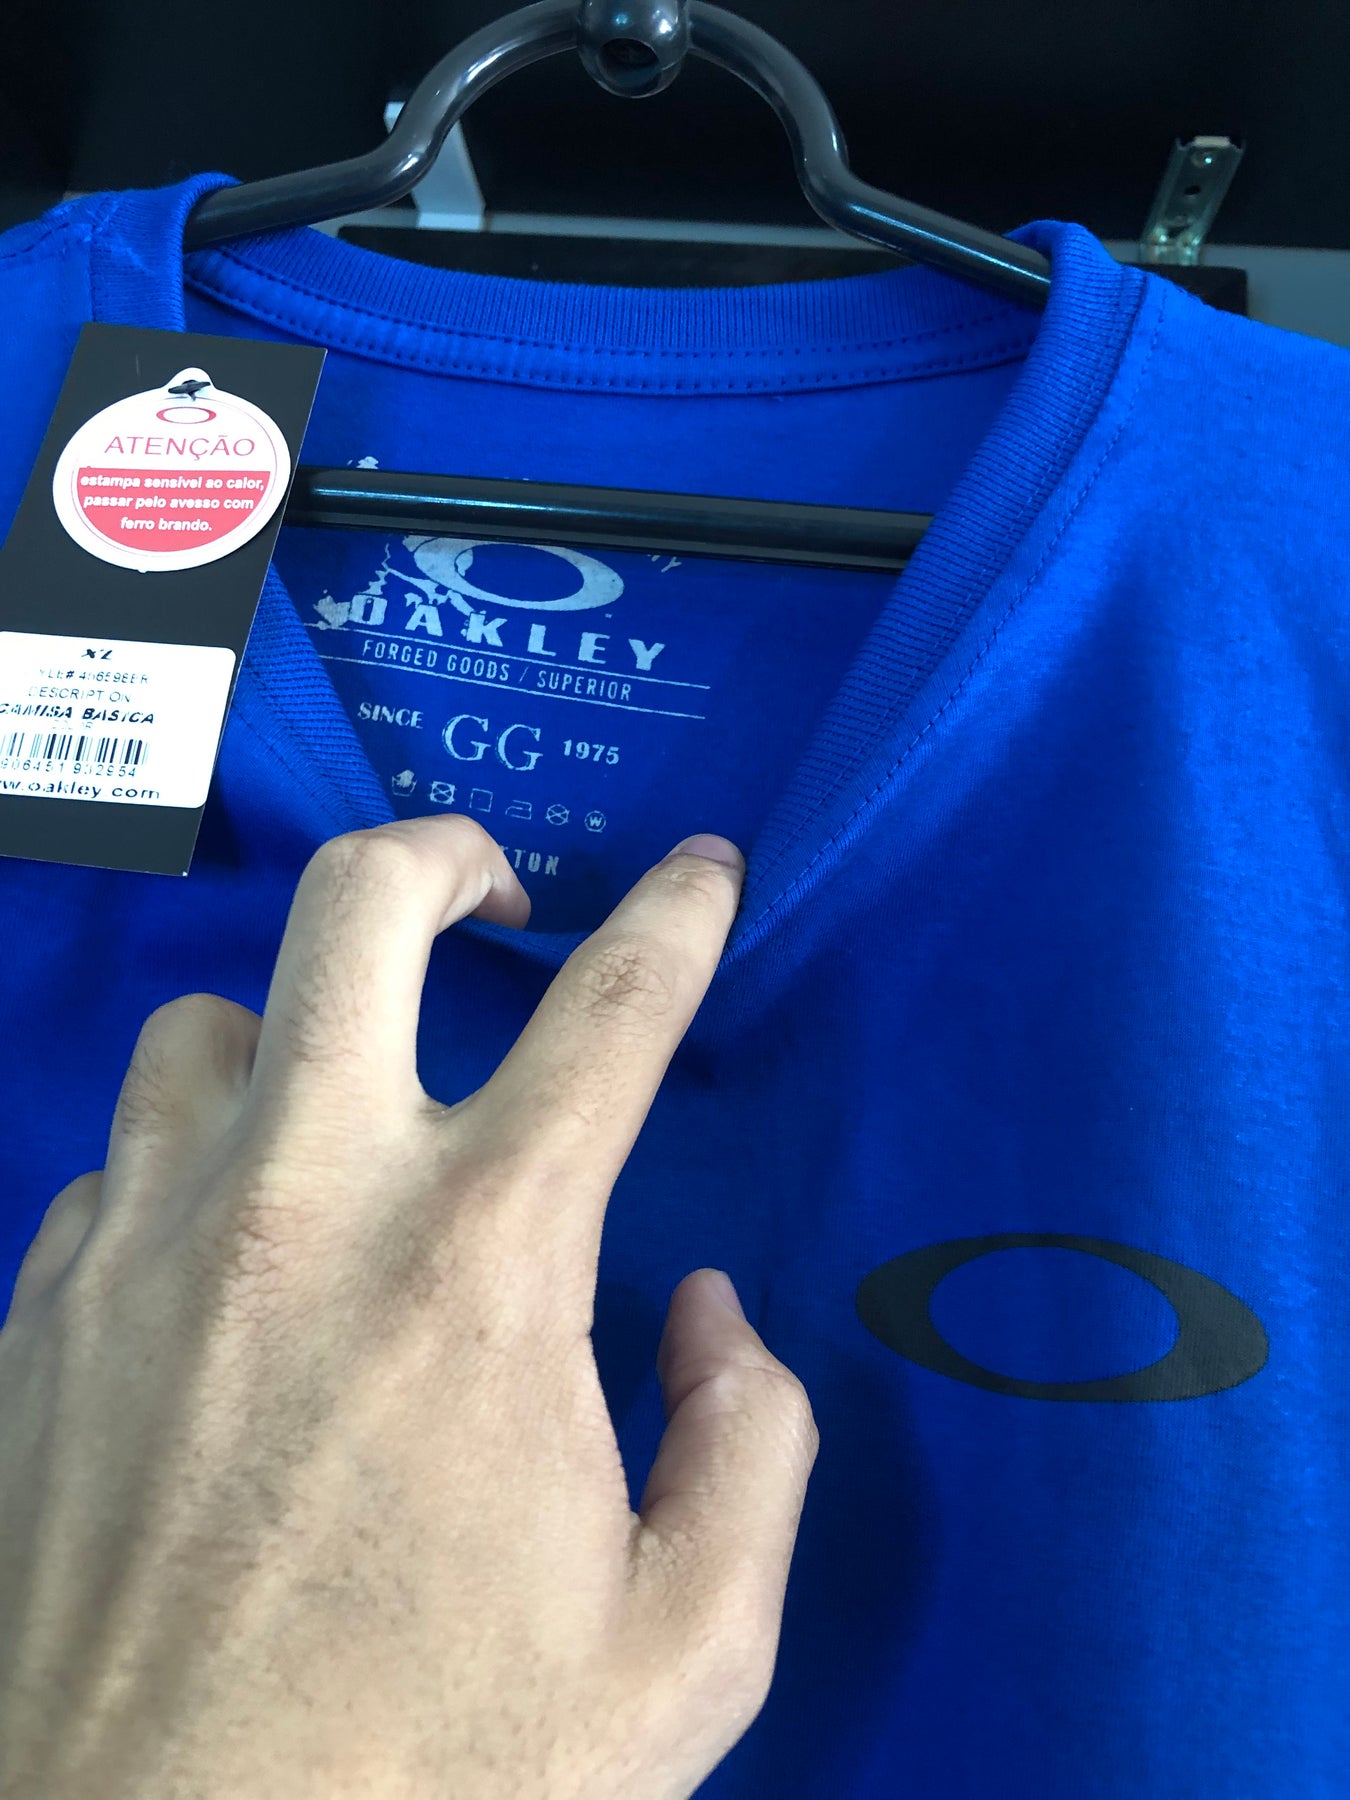 ATENÇÃO
estampa sensível ao calor,
passar pelo avesso com
ferro brando.
XL
DESCRIPTION
CAMISA BASICA
www.oakley.com
OAKLEY
FORGED GOODS / SUPERIOR
SINCE GG 1975
W